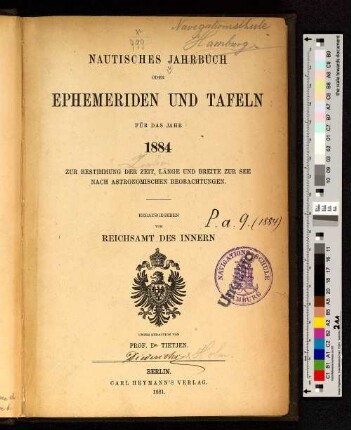 Navigationsschule
Hamburg
799
NAUTISCHES JAHRBUCH
ODER
EPHEMERIDEN UND TAFELN
FÜR DAS JAHR
1884
ZUR BESTIMMUNG DER ZEIT, LÄNGE UND BREITE ZUR SEE
NACH ASTRONOMISCHEN BEOBACHTUNGEN.
HERAUSGEGEBEN
VOM
REICHSAMT DES INNERN
P. a. 9. (1884)
NAVIGATIONSSCHULEN
HAMBURG
UNTER REDACTION VON
PROF. DR TIETJEN.
BERLIN.
CARL HEYMANN'S VERLAG.
1881.